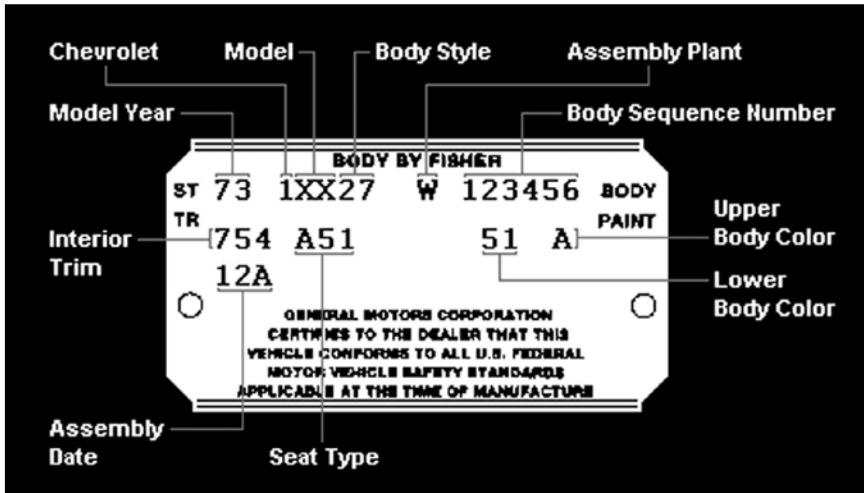 Chevrolet Model Body Style Assembly Plant
Model Year Body Sequence Number
BODY BY FISHER
ST 73 1XX27 W 123456 BODY
TR PAINT
Upper
Body Color
Interior
Trim
754 A51 51 A
12A
Lower
Body Color
GENERAL MOTORS CORPORATION
CERTIFIES TO THE DEALER THAT THIS
VEHICLE CONFORMS TO ALL U.S. FEDERAL
MOTOR VEHICLE SAFETY STANDARDS
APPLICABLE AT THE TIME OF MANUFACTURE
Assembly
Date
Seat Type